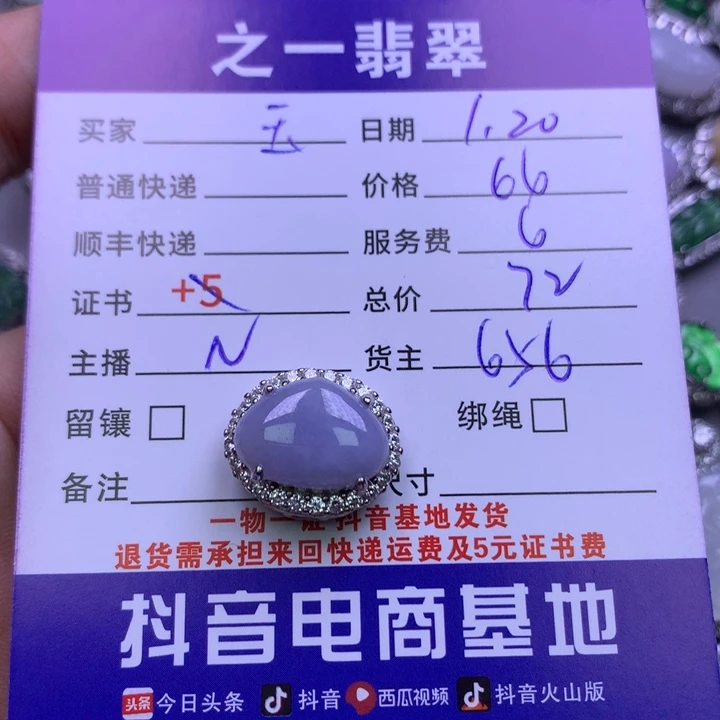 之一翡翠
买家 玉 日期 1.20
普通快递 价格 66
顺丰快递 服务费 6
证书 +5 总价 72
主播 N 货主
留镶 绑绳
备注 尺寸
一物一证 抖音基地发货
退货需承担来回快递运费及5元证书费
抖音电商基地
头条 今日头条 抖音 西瓜视频 抖音火山版